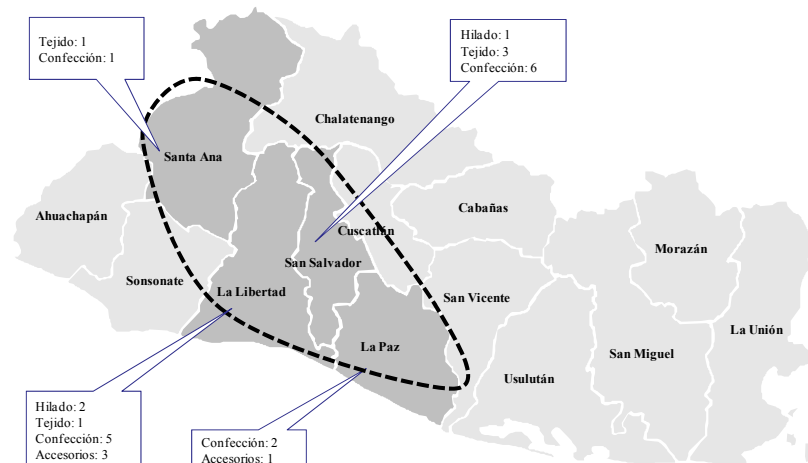 Tejido: 1
Confección: 1
Hilado: 1
Tejido: 3
Confección: 6
Chalatenango
Santa Ana
Ahuachapán
Cabañas
Cuscatlán
Morazán
San Salvador
Sonsonate
La Libertad
San Vicente
La Unión
La Paz
San Miguel
Usulután
Hilado: 2
Tejido: 1
Confección: 5
Accesorios: 3
Confección: 2
Accesorios: 1